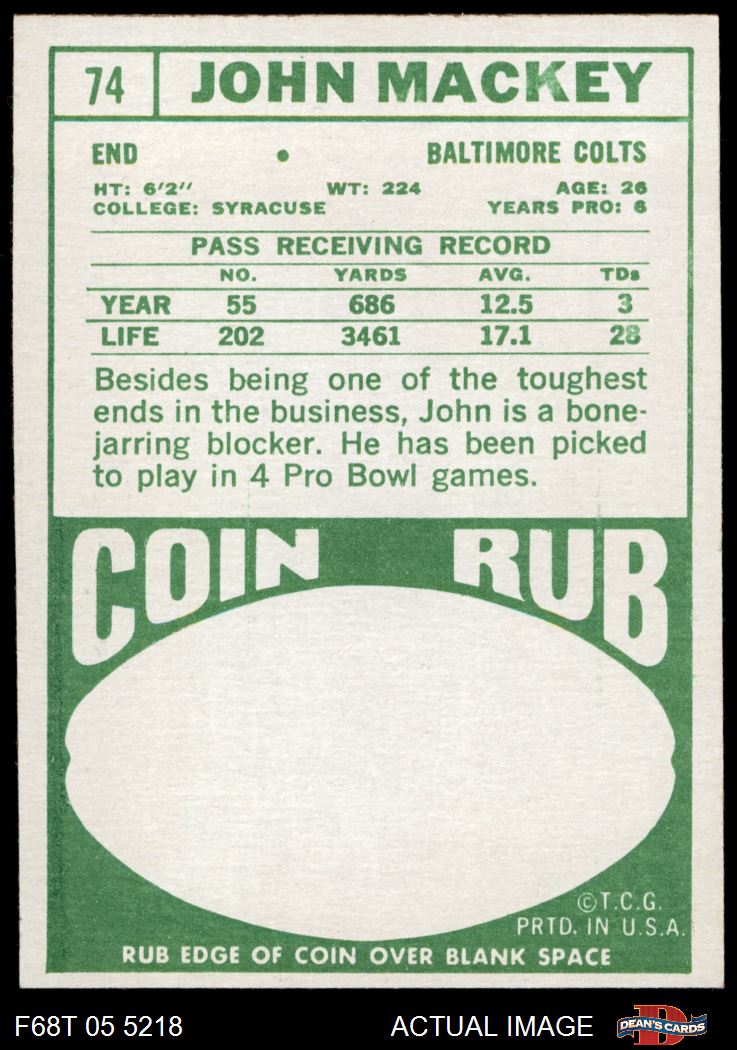 74 JOHN MACKEY
END • BALTIMORE COLTS
HT: 6'2" WT: 224 AGE: 26
COLLEGE: SYRACUSE YEARS PRO: 6
PASS RECEIVING RECORD
NO. YARDS AVG. TDs
YEAR 55 686 12.5 3
LIFE 202 3461 17.1 28
Besides being one of the toughest
ends in the business, John is a bone-
jarring blocker. He has been picked
to play in 4 Pro Bowl games.
COIN RUB
©T.C.G.
PRTD. IN U.S.A.
RUB EDGE OF COIN OVER BLANK SPACE
F68T 05 5218 ACTUAL IMAGE D DEAN'S CARDS